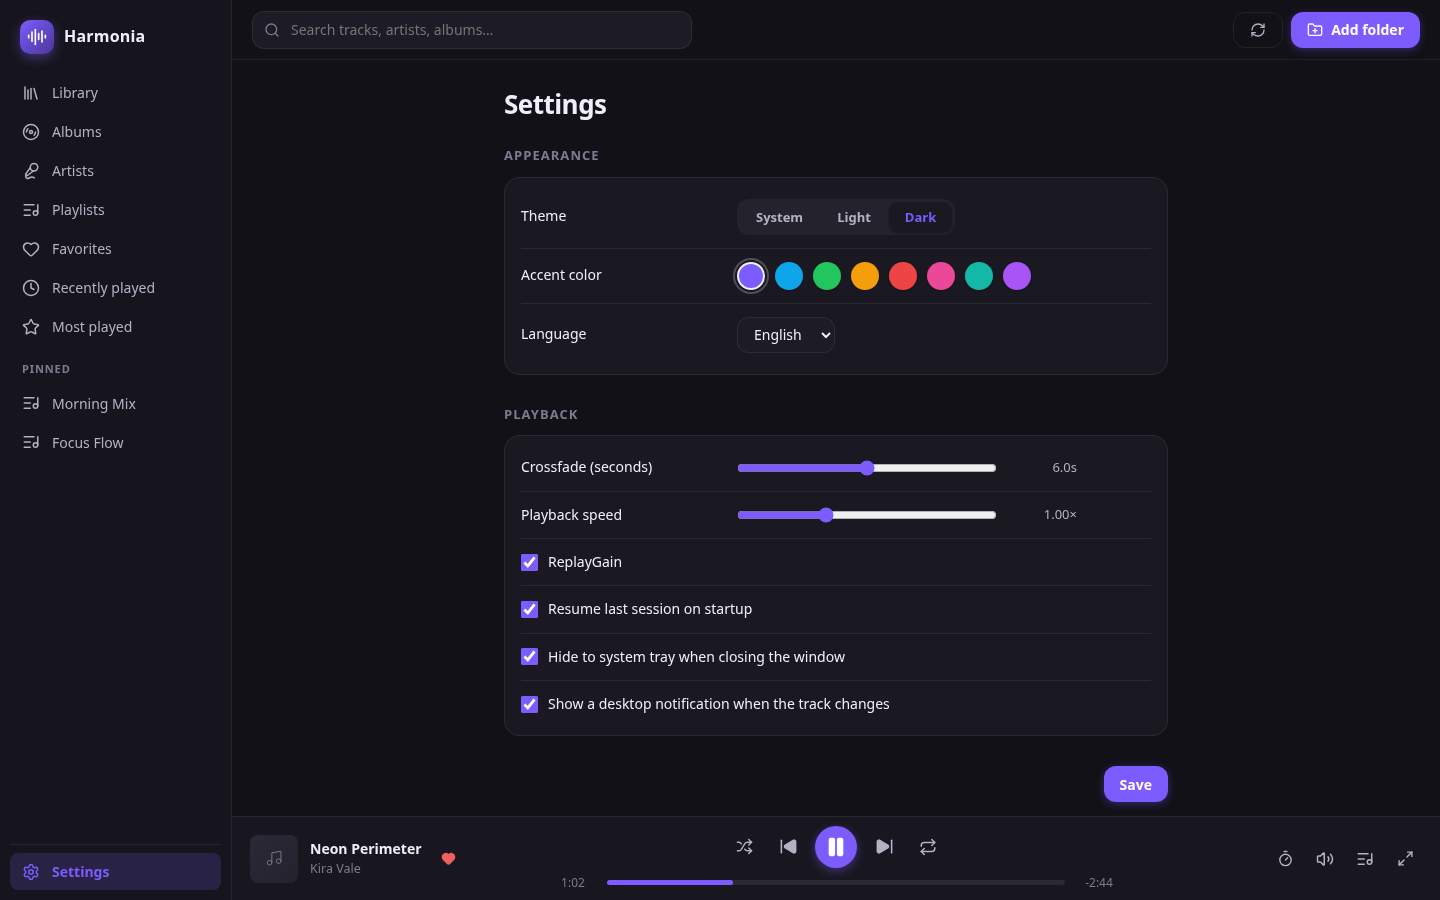 Harmonia
Search tracks, artists, albums…
Add folder
Library
Albums
Artists
Playlists
Favorites
Recently played
Most played
PINNED
Morning Mix
Focus Flow
Settings
Settings
APPEARANCE
Theme
System Light Dark
Accent color
Language
English
PLAYBACK
Crossfade (seconds)
6.0s
Playback speed
1.00×
ReplayGain
Resume last session on startup
Hide to system tray when closing the window
Show a desktop notification when the track changes
Save
Neon Perimeter
Kira Vale
1:02
-2:44